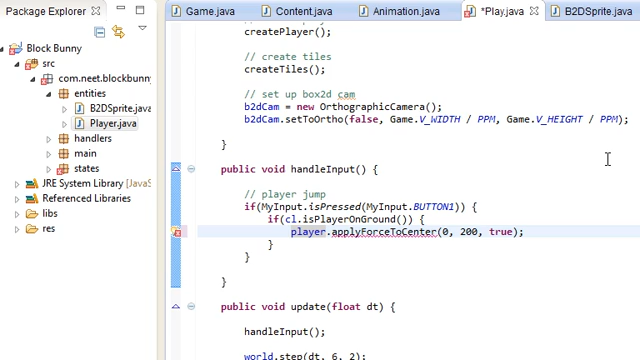 Package Explorer
Block Bunny
src
com.neet.blockbunny
entities
B2DSprite.java
Player.java
handlers
main
states
JRE System Library [JavaS
Referenced Libraries
libs
res
Game.java
Content.java
Animation.java
*Play.java
B2DSprite.java
createPlayer();
// create tiles
createTiles();
// set up box2d cam
b2dCam = new OrthographicCamera();
b2dCam.setToOrtho(false, Game.V_WIDTH / PPM, Game.V_HEIGHT / PPM);
}
public void handleInput() {
// player jump
if(MyInput.isPressed(MyInput.BUTTON1)) {
if(cl.isPlayerOnGround()) {
player.applyForceToCenter(0, 200, true);
}
}
}
public void update(float dt) {
handleInput();
world.step(dt, 6, 2);